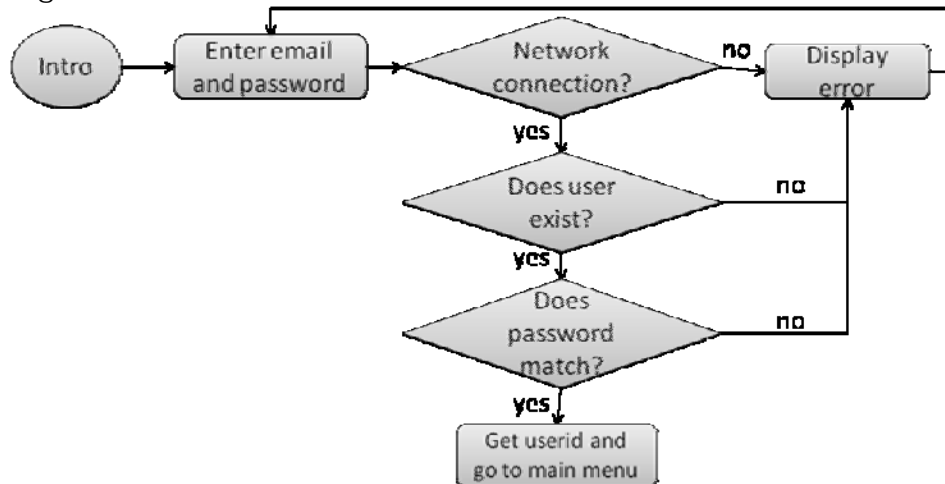 Intro
Enter email
and password
Network
connection?
no
Display
error
yes
Does user
exist?
no
yes
Does
password
match?
no
yes
Get userid and
go to main menu